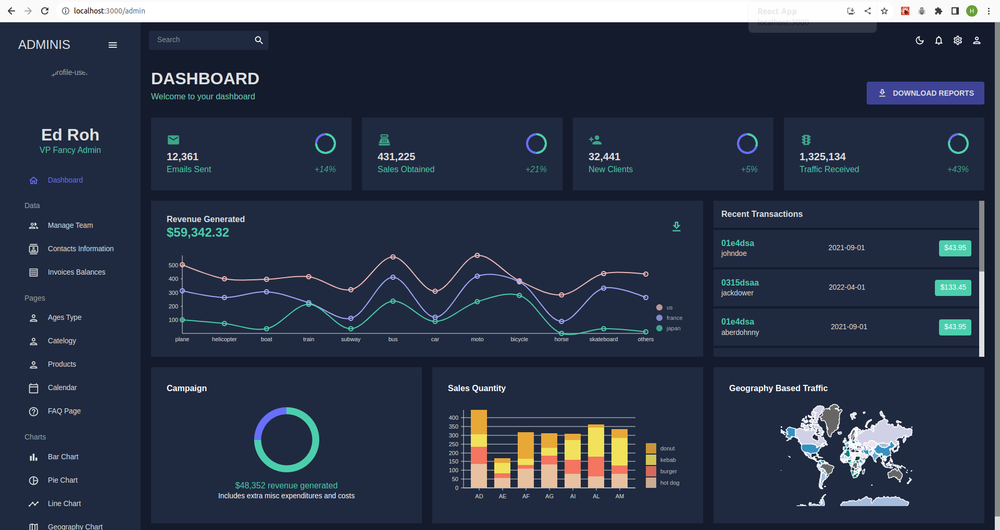 localhost:3000/admin
React App
localhost:3000
H
ADMINIS
Search
profile-user
DASHBOARD
Welcome to your dashboard
DOWNLOAD REPORTS
Ed Roh
VP Fancy Admin
12,361
Emails Sent
+14%
431,225
Sales Obtained
+21%
32,441
New Clients
+5%
1,325,134
Traffic Received
+43%
Dashboard
Data
Manage Team
Contacts Information
Invoices Balances
Pages
Ages Type
Catelogy
Products
Calendar
FAQ Page
Charts
Bar Chart
Pie Chart
Line Chart
Geography Chart
Revenue Generated
$59,342.32
500
400
300
200
100
plane helicopter boat train subway bus car moto bicycle horse skateboard others
us
france
japan
Recent Transactions
01e4dsa
johndoe
2021-09-01
$43.95
0315dsaa
jackdower
2022-04-01
$133.45
01e4dsa
aberdohnny
2021-09-01
$43.95
Campaign
$48,352 revenue generated
Includes extra misc expenditures and costs
Sales Quantity
400
350
300
250
200
150
100
50
0
AD AE AF AG AI AL AM
donut
kebab
burger
hot dog
Geography Based Traffic